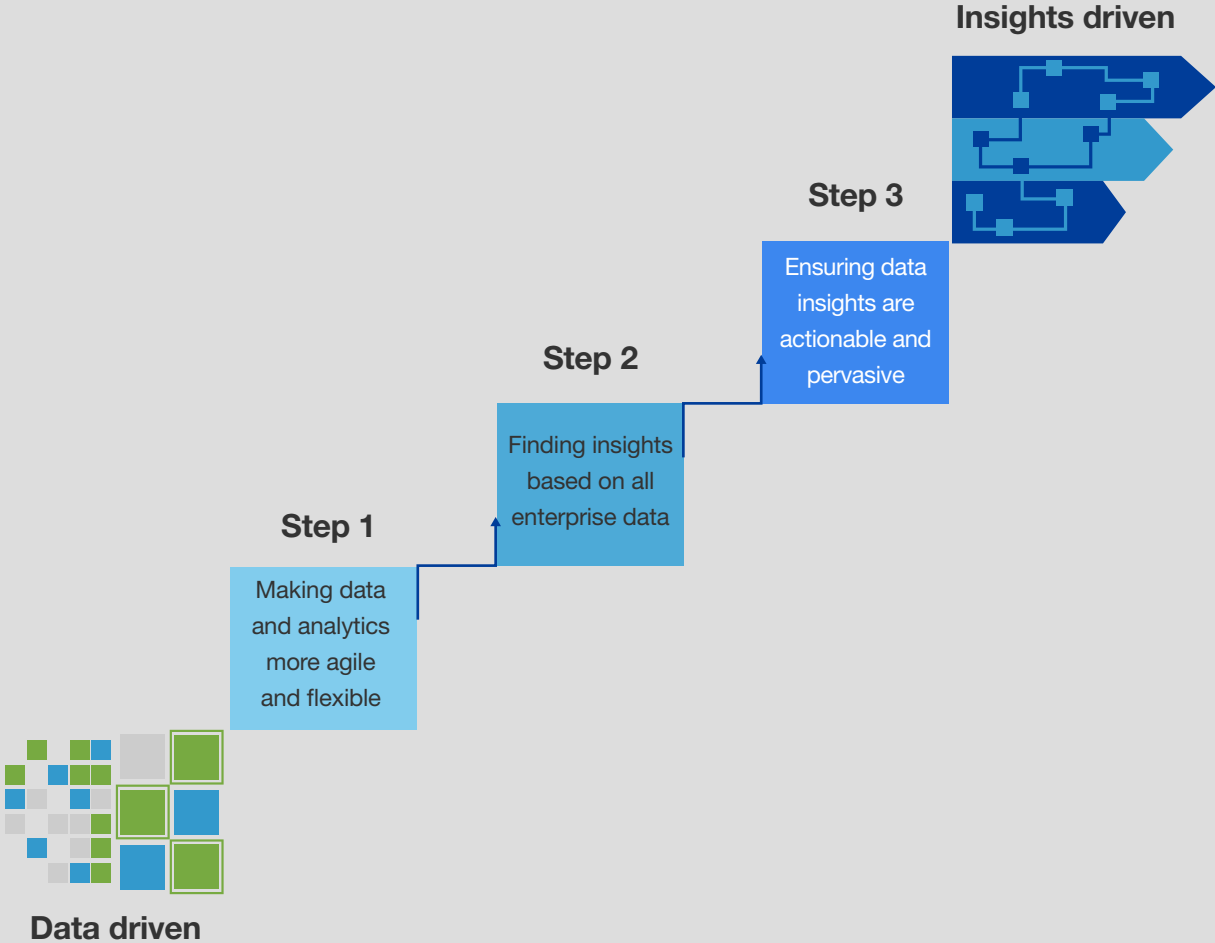 Insights driven
Step 3
Ensuring data
insights are
actionable and
pervasive
Step 2
Finding insights
based on all
enterprise data
Step 1
Making data
and analytics
more agile
and flexible
Data driven